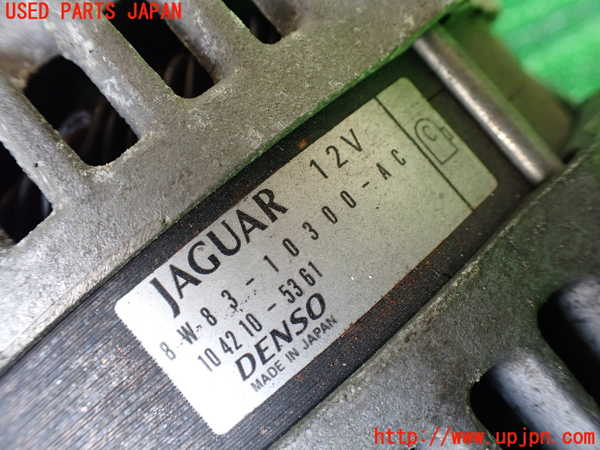 USED PARTS JAPAN
JAGUAR 12V
8W83-10300-AC
104210-5361
DENSO
MADE IN JAPAN
http://www.upjpn.com/